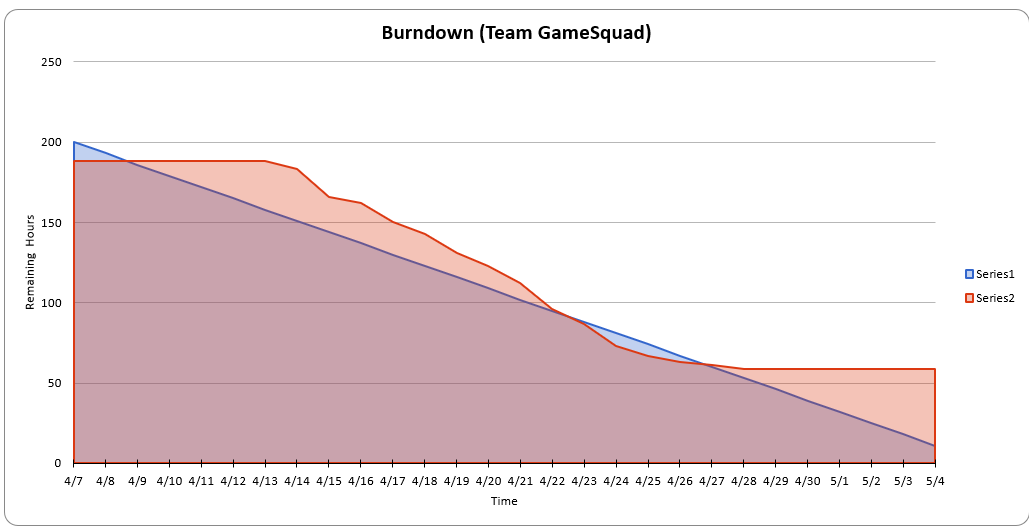 Burndown (Team GameSquad)
250
200
150
100
50
0
Remaining Hours
4/7 4/8 4/9 4/10 4/11 4/12 4/13 4/14 4/15 4/16 4/17 4/18 4/19 4/20 4/21 4/22 4/23 4/24 4/25 4/26 4/27 4/28 4/29 4/30 5/1 5/2 5/3 5/4
Time
Series1
Series2